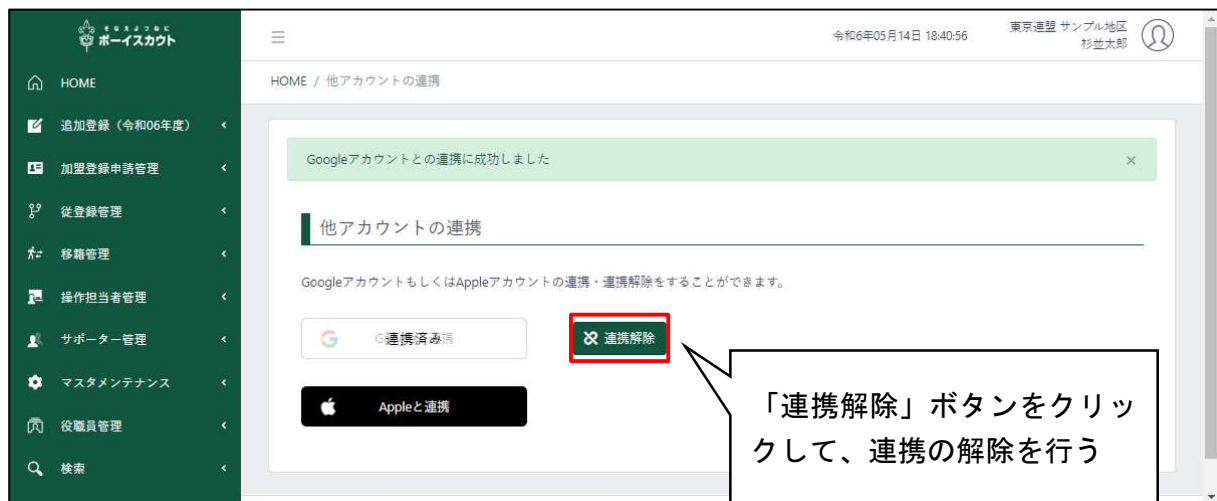 そなえよつねに
ボーイスカウト
令和6年05月14日 18:40:56
東京連盟 サンプル地区
杉並太郎
HOME
追加登録（令和06年度）
加盟登録申請管理
従登録管理
移籍管理
操作担当者管理
サポーター管理
マスタメンテナンス
役職員管理
検索
HOME / 他アカウントの連携
Googleアカウントとの連携に成功しました
×
他アカウントの連携
GoogleアカウントもしくはAppleアカウントの連携・連携解除をすることができます。
連携済み
連携解除
Appleと連携
「連携解除」ボタンをクリッ
クして、連携の解除を行う